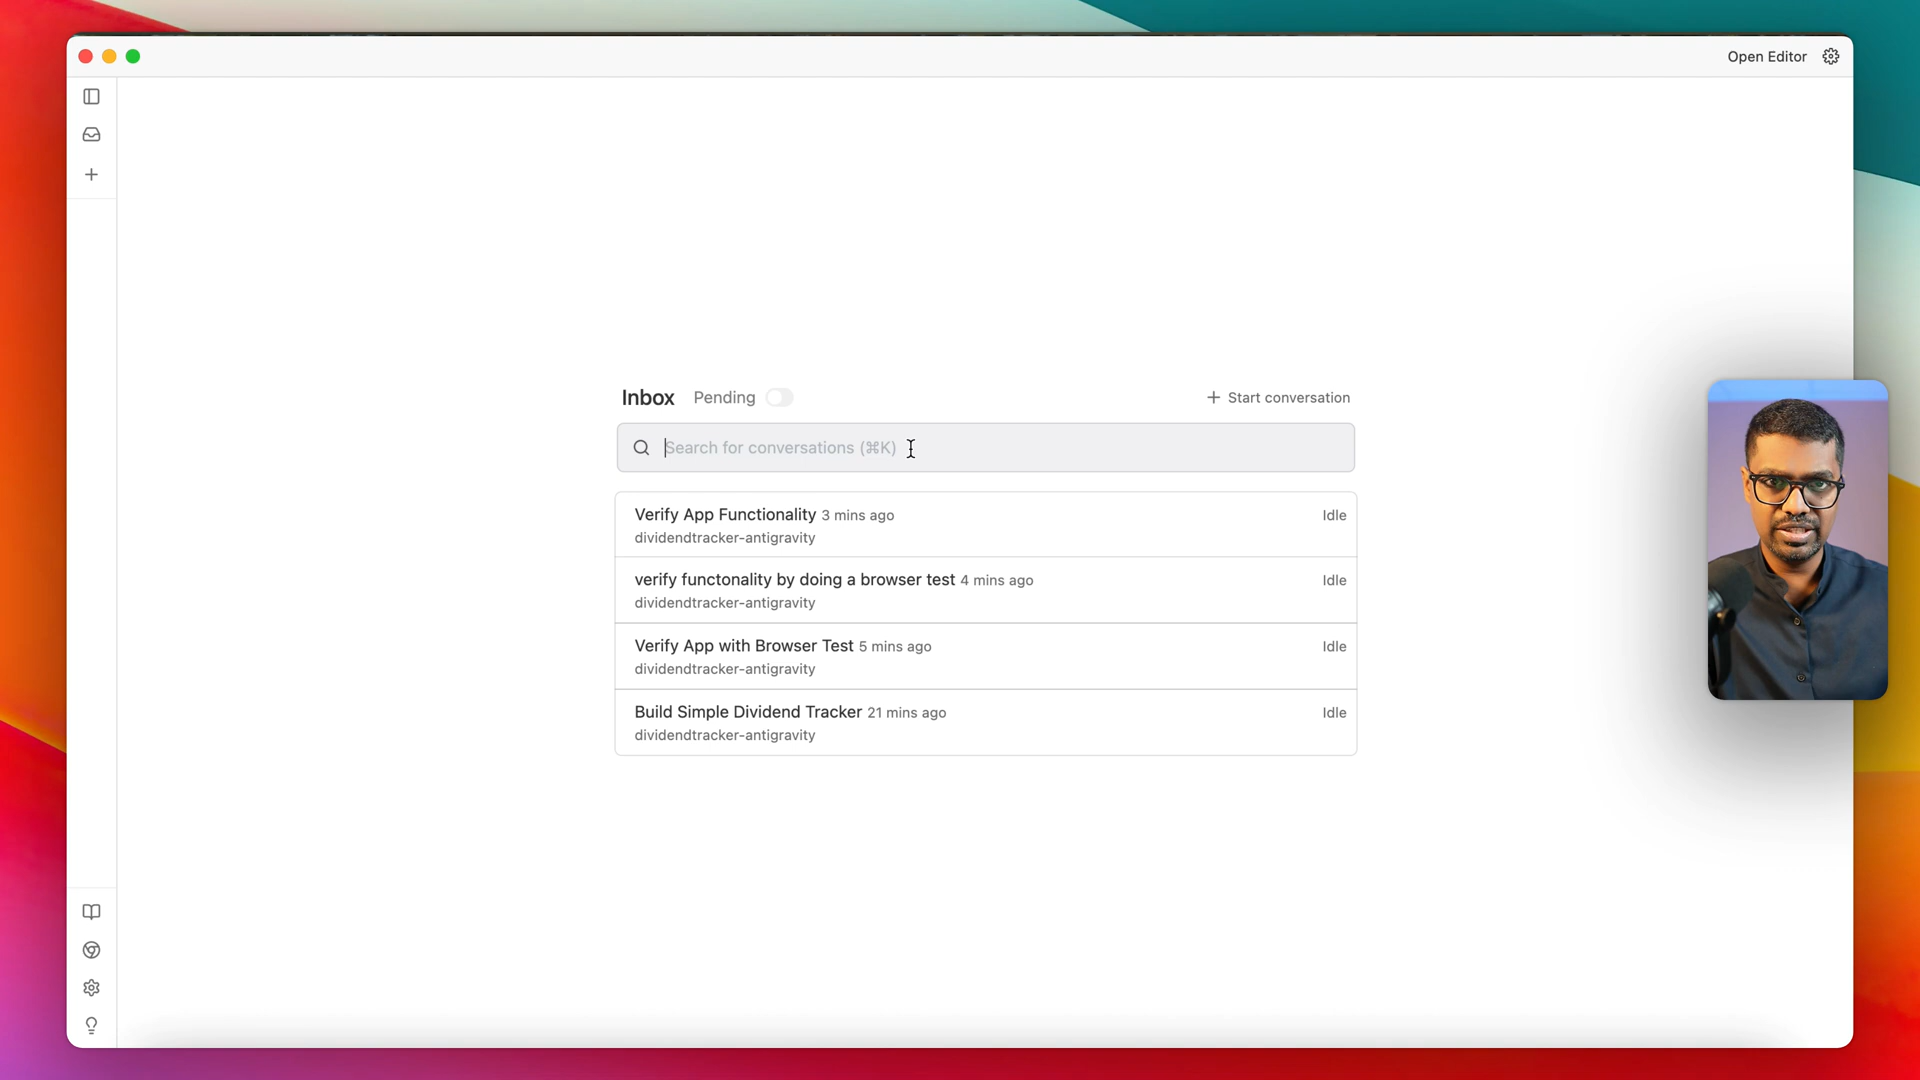 Open Editor
Inbox Pending
Start conversation
Search for conversations (⌘K)
Verify App Functionality 3 mins ago Idle
dividendtracker-antigravity
verify functonality by doing a browser test 4 mins ago Idle
dividendtracker-antigravity
Verify App with Browser Test 5 mins ago Idle
dividendtracker-antigravity
Build Simple Dividend Tracker 21 mins ago Idle
dividendtracker-antigravity